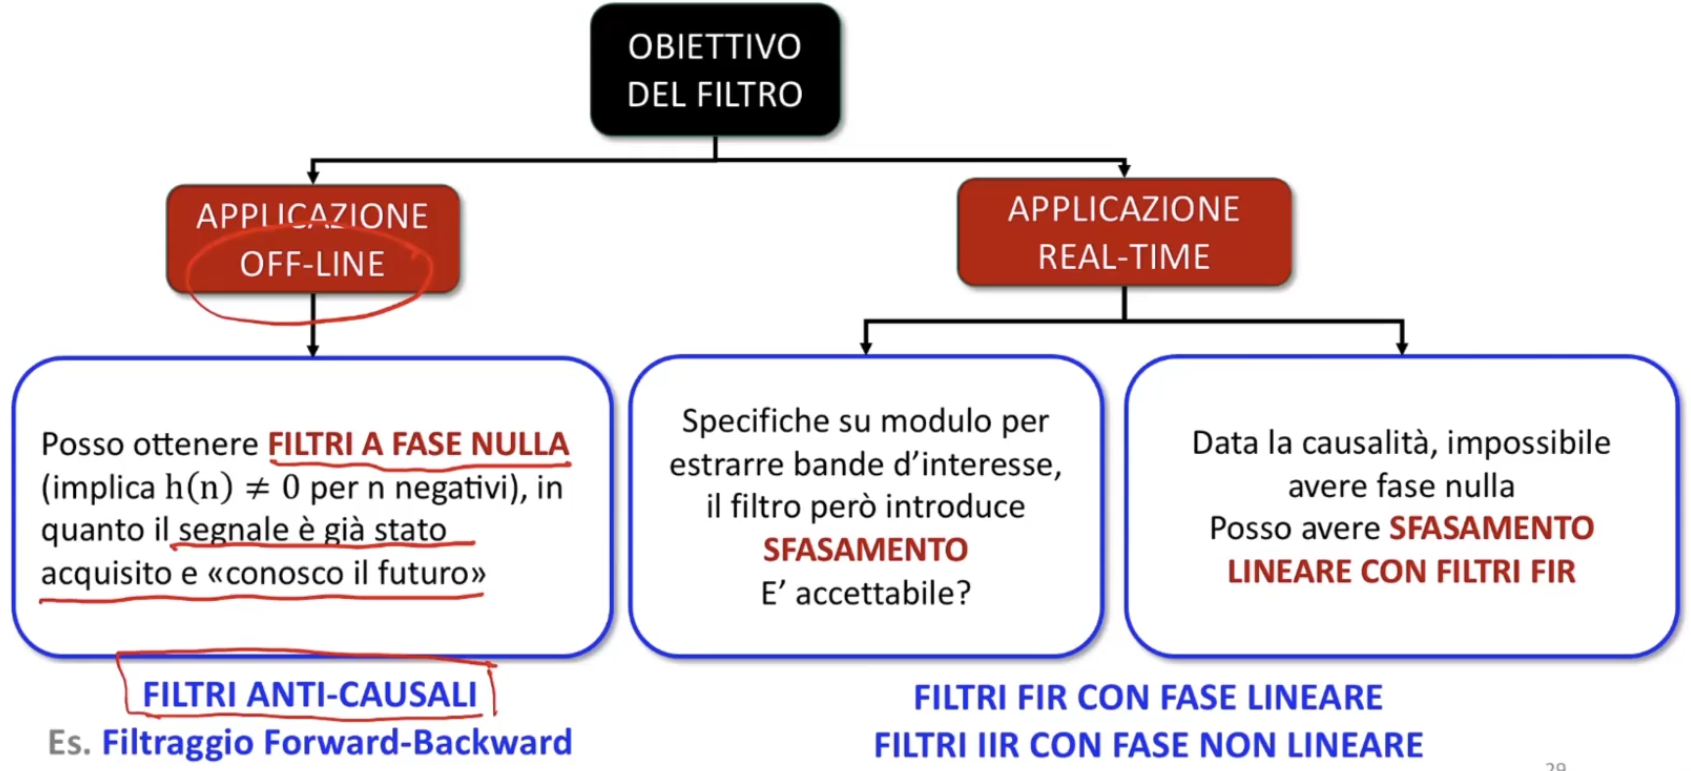 OBIETTIVO
DEL FILTRO
APPLICAZIONE
OFF-LINE
APPLICAZIONE
REAL-TIME
Posso ottenere FILTRI A FASE NULLA
(implica h(n) ≠ 0 per n negativi), in
quanto il segnale è già stato
acquisito e «conosco il futuro»
Specifiche su modulo per
estrarre bande d’interesse,
il filtro però introduce
SFASAMENTO
E’ accettabile?
Data la causalità, impossibile
avere fase nulla
Posso avere SFASAMENTO
LINEARE CON FILTRI FIR
FILTRI ANTI-CAUSALI
Es. Filtraggio Forward-Backward
FILTRI FIR CON FASE LINEARE
FILTRI IIR CON FASE NON LINEARE
29